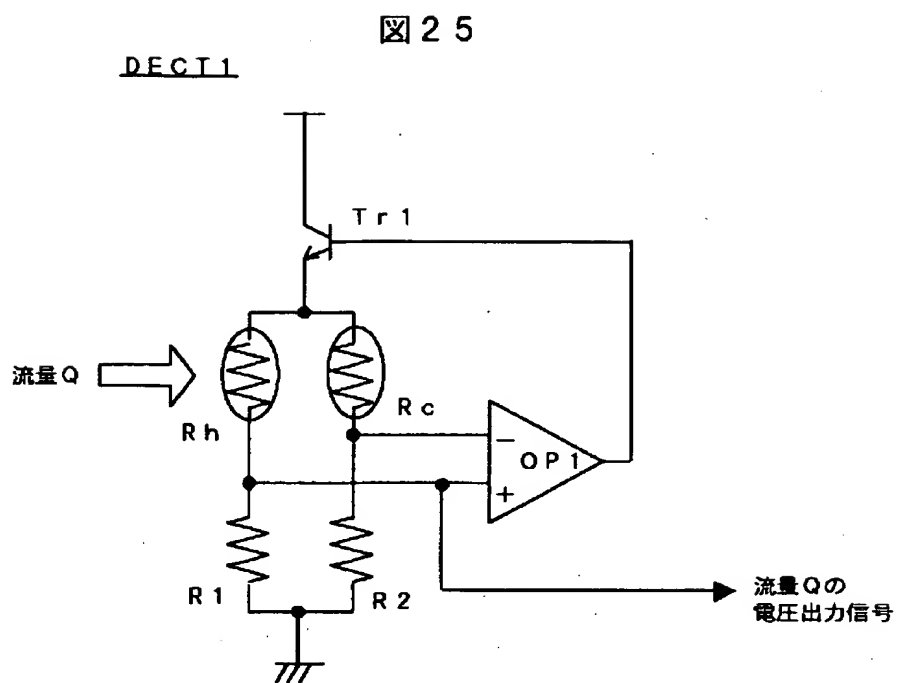 図25
DECT1
Tr1
流量Q
Rh
Rc
−
OP1
+
R1
R2
流量Qの
電圧出力信号